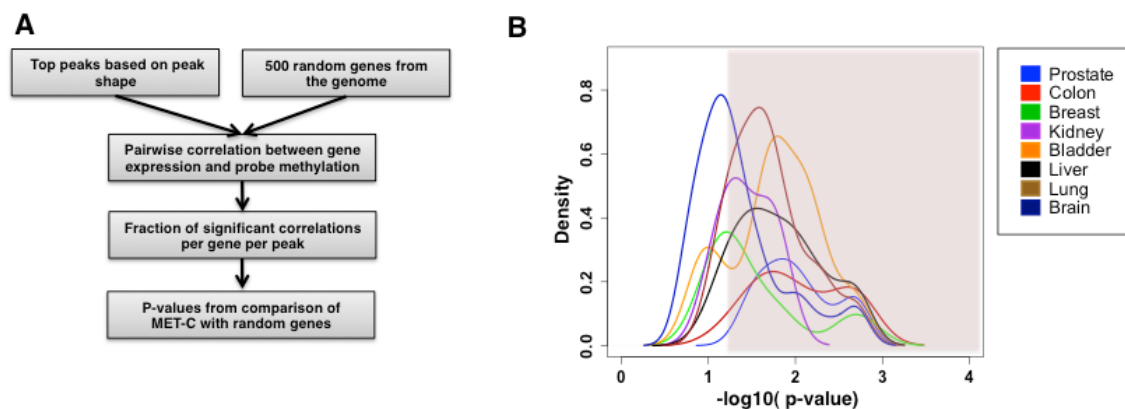 A
Top peaks based on peak
shape
500 random genes from
the genome
Pairwise correlation between gene
expression and probe methylation
Fraction of significant correlations
per gene per peak
P-values from comparison of
MET-C with random genes
B
Density
0.8
0.6
0.4
0.2
0.0
0 1 2 3 4
-log10( p-value)
Prostate
Colon
Breast
Kidney
Bladder
Liver
Lung
Brain